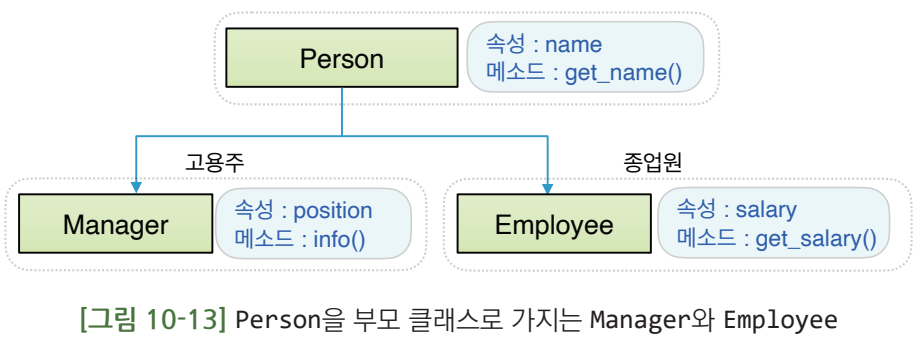 Person
속성 : name
메소드 : get_name()
고용주
종업원
Manager
속성 : position
메소드 : info()
Employee
속성 : salary
메소드 : get_salary()
[그림 10-13] Person을 부모 클래스로 가지는 Manager와 Employee